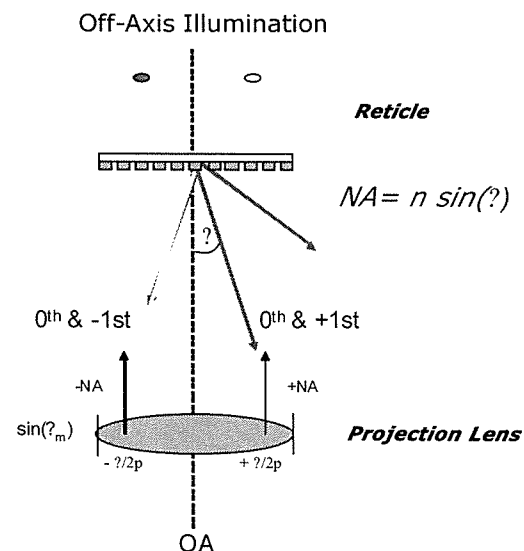 Off-Axis Illumination
Reticle
NA= n sin(?)
?
0th & -1st
0th & +1st
-NA
+NA
sin(?m)
Projection Lens
- ?/2p
+ ?/2p
OA